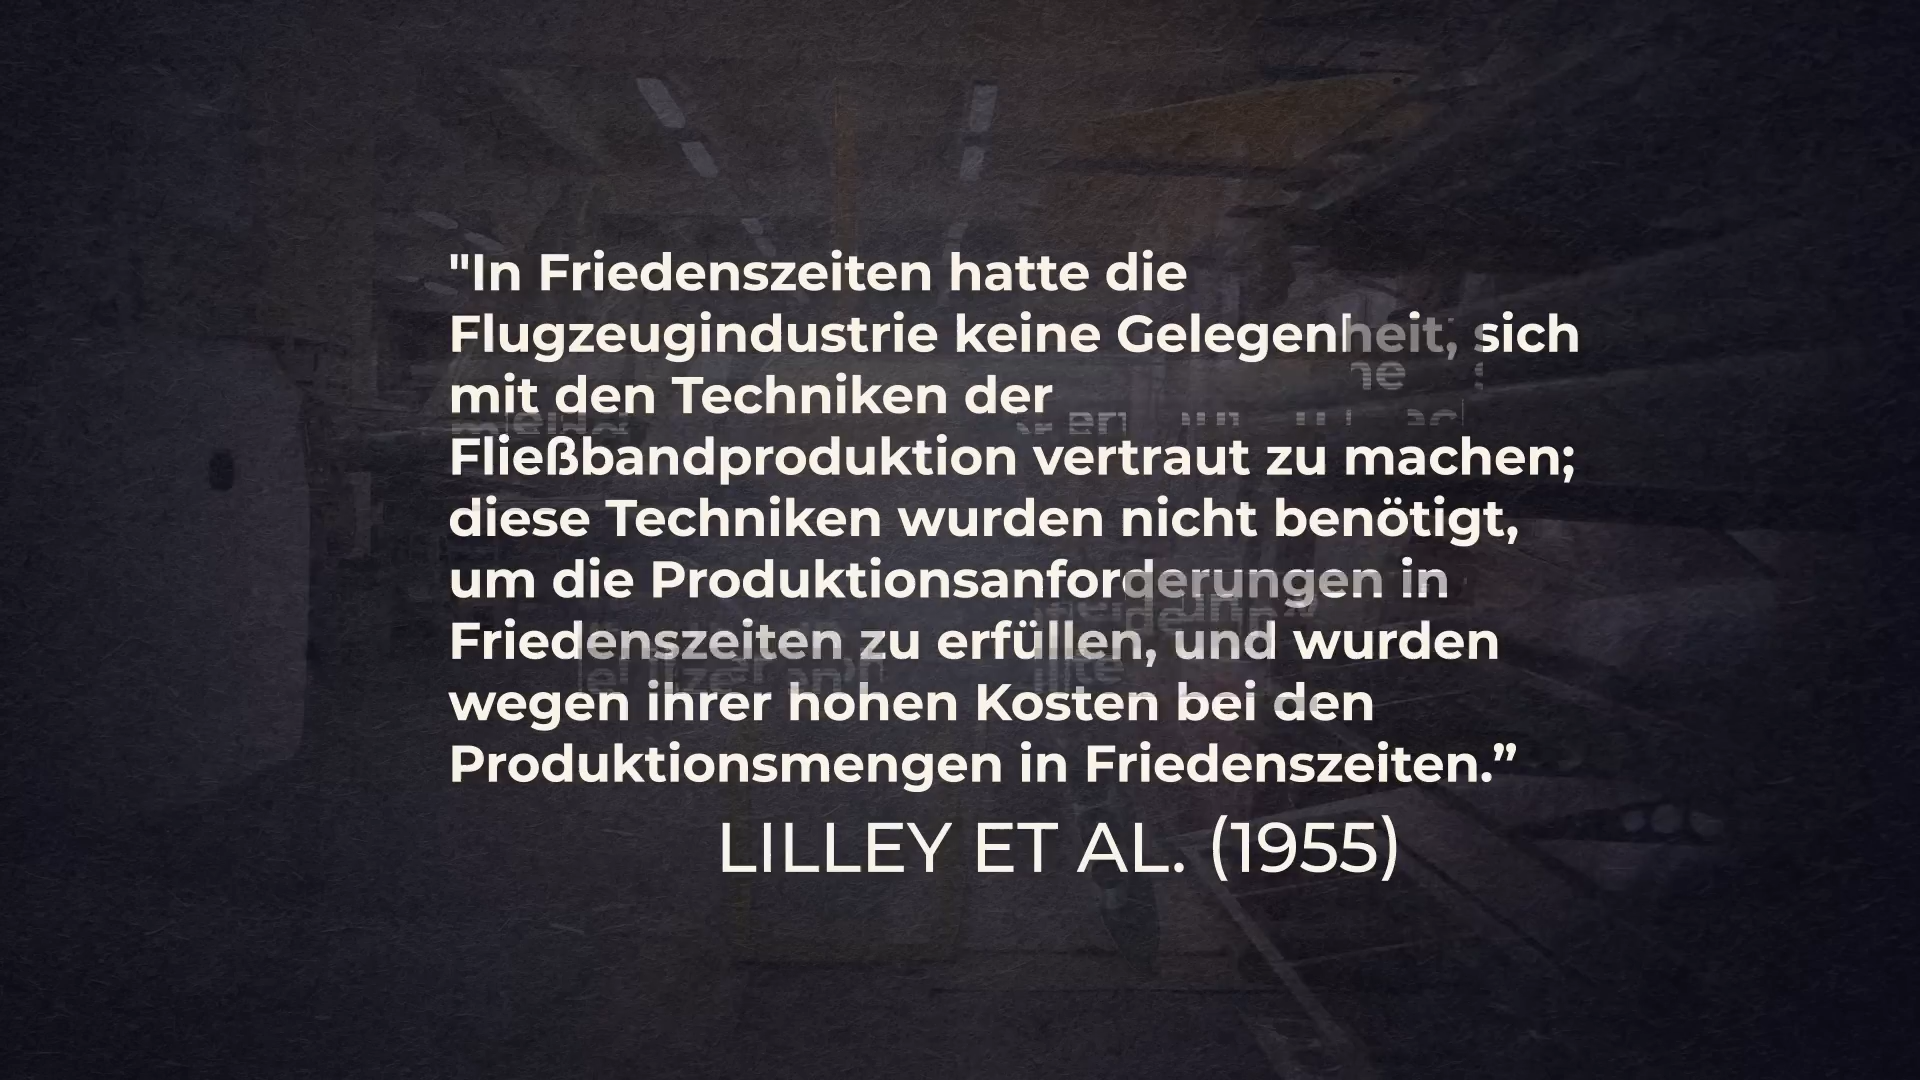 "In Friedenszeiten hatte die
Flugzeugindustrie keine Gelegenheit, sich
mit den Techniken der
Fließbandproduktion vertraut zu machen;
diese Techniken wurden nicht benötigt,
um die Produktionsanforderungen in
Friedenszeiten zu erfüllen, und wurden
wegen ihrer hohen Kosten bei den
Produktionsmengen in Friedenszeiten.”
LILLEY ET AL. (1955)